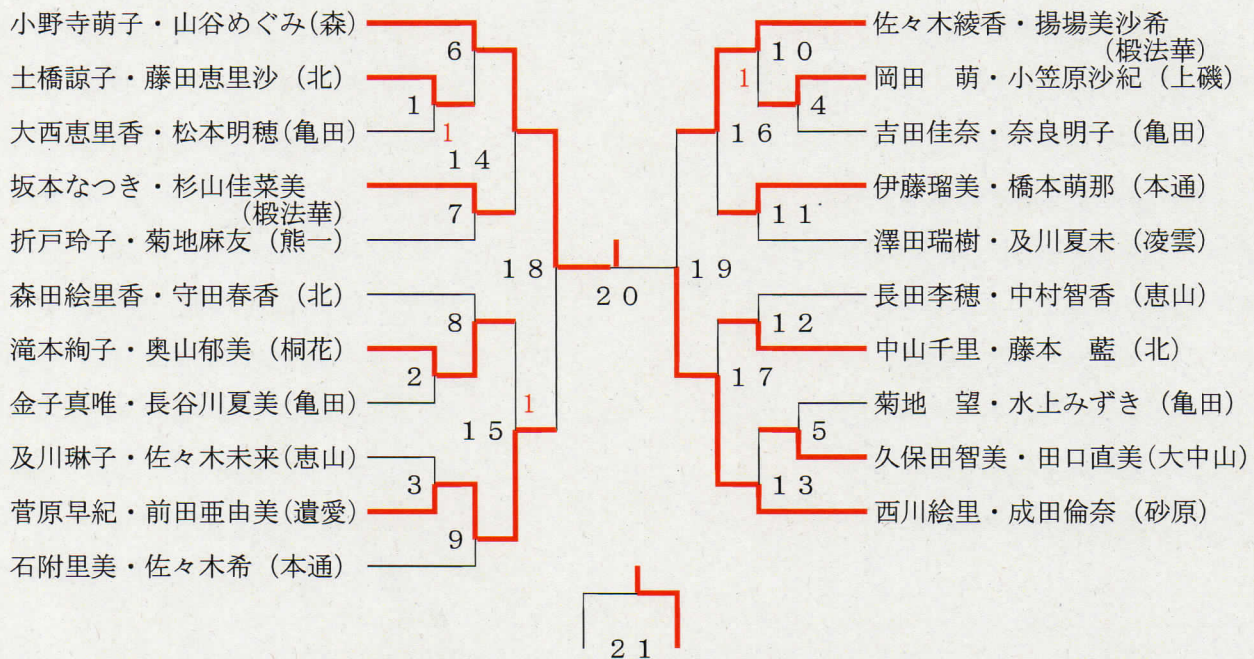 小野寺萌子・山谷めぐみ(森)
6
土橋諒子・藤田恵里沙(北)
1
大西恵里香・松本明穂(亀田)
1
14
坂本なつき・杉山佳菜美
(椴法華)
7
折戸玲子・菊地麻友(熊一)
18
森田絵里香・守田春香(北)
8
滝本絢子・奥山郁美(桐花)
2
金子真唯・長谷川夏美(亀田)
1
15
及川琳子・佐々木未来(恵山)
3
菅原早紀・前田亜由美(遺愛)
9
石附里美・佐々木希(本通)
20
21
佐々木綾香・揚場美沙希
(椴法華)
10
1
岡田 萌・小笠原沙紀(上磯)
4
吉田佳奈・奈良明子(亀田)
16
伊藤瑠美・橋本萌那(本通)
11
澤田瑞樹・及川夏未(凌雲)
19
長田李穂・中村智香(恵山)
12
中山千里・藤本 藍(北)
17
菊地 望・水上みずき(亀田)
5
久保田智美・田口直美(大中山)
13
西川絵里・成田倫奈(砂原)